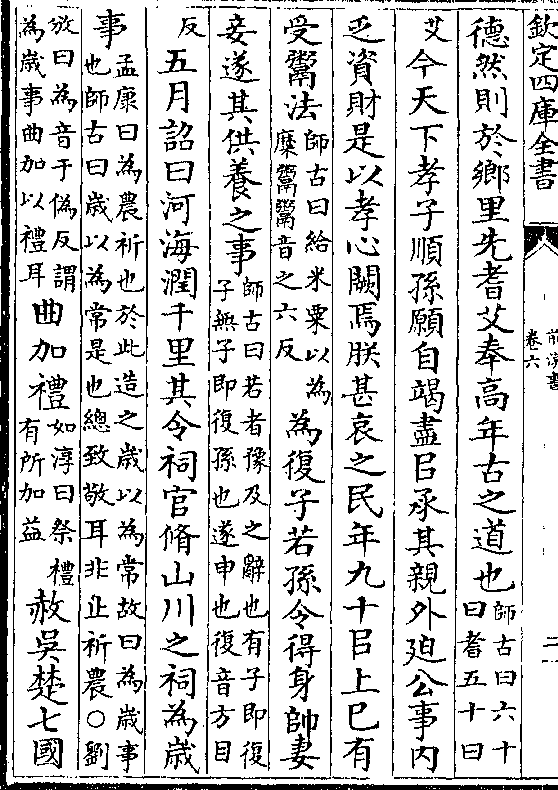 欽定四庫全書
前漢書
卷六
二
德然則於鄉里先耆艾奉高年古之道也師古曰六十曰耆五十曰
艾今天下孝子順孫願自竭盡㠯承其親外廹公事内
乏資財是以孝心闕焉朕甚哀之民年九十㠯上巳有
受鬻法師古曰給米粟以為糜鬻鬻音之六反為復子若孫令得身帥妻
妾遂其供養之事師古曰若者豫及之辭也有子即復子無子即復孫也遂申也復音方目
反五月詔曰河海潤千里其令祠官脩山川之祠為歲
事孟康曰為農祈也於此造之歲以為常故曰為歲事也師古曰歲以為常是也總致敬耳非止祈農○劉
攽曰為音于偽反謂為歲事曲加以禮耳曲加禮如淳曰祭禮有所加益赦吳楚七國